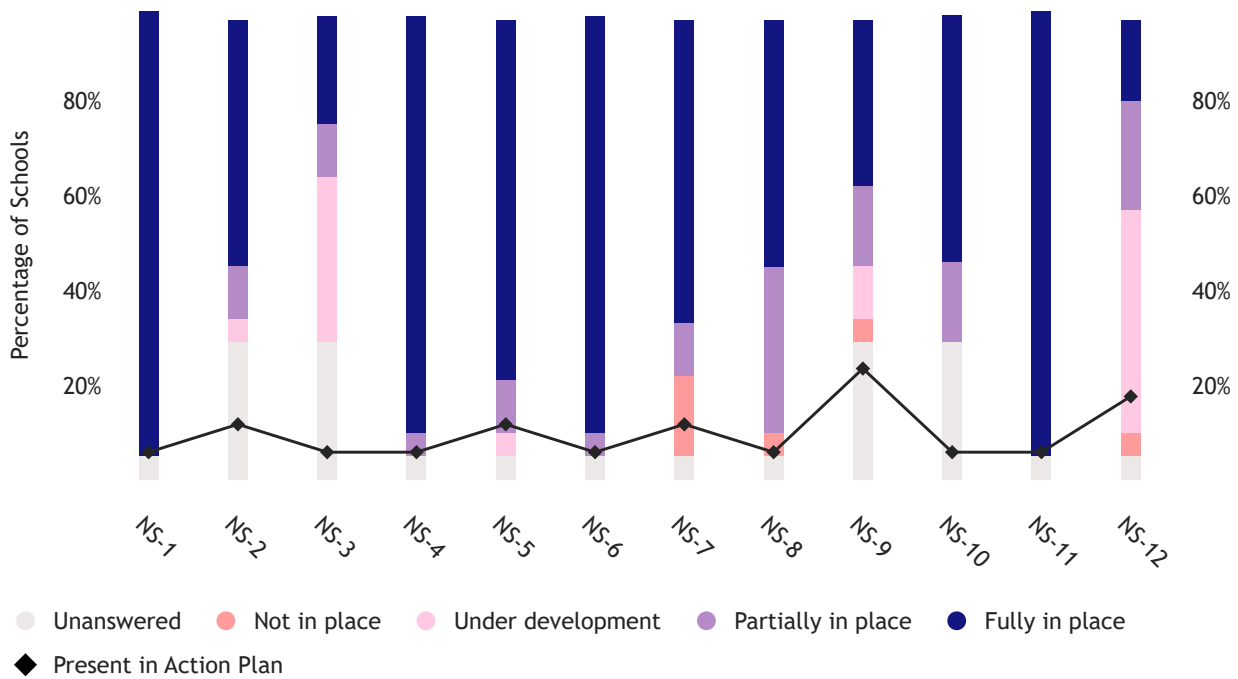 80% 80%
60% 60%
40% 40%
20% 20%
Percentage of Schools
NS-1 NS-2 NS-3 NS-4 NS-5 NS-6 NS-7 NS-8 NS-9 NS-10 NS-11 NS-12
Unanswered Not in place Under development Partially in place Fully in place
Present in Action Plan